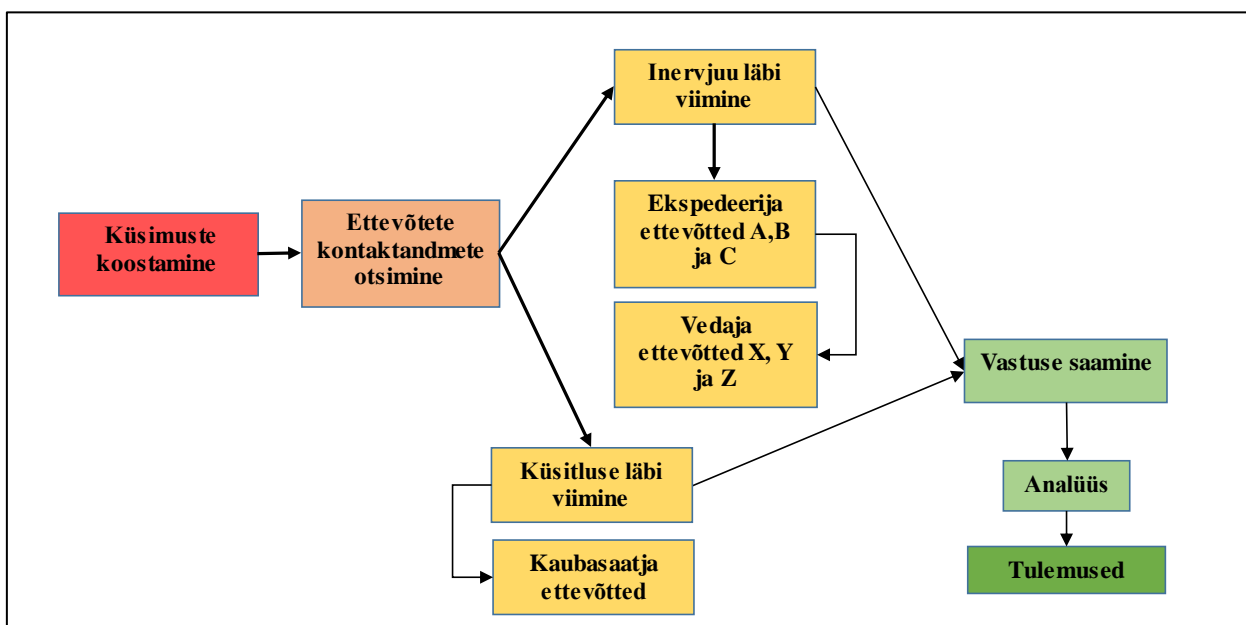 Küsimuste
koostamine
Ettevõtete
kontaktandmete
otsimine
Inervjuu läbi
viimine
Ekspedeerija
ettevõtted A,B
ja C
Vedaja
ettevõtted X, Y
ja Z
Küsitluse läbi
viimine
Kaubasaatja
ettevõtted
Vastuse saamine
Analüüs
Tulemused